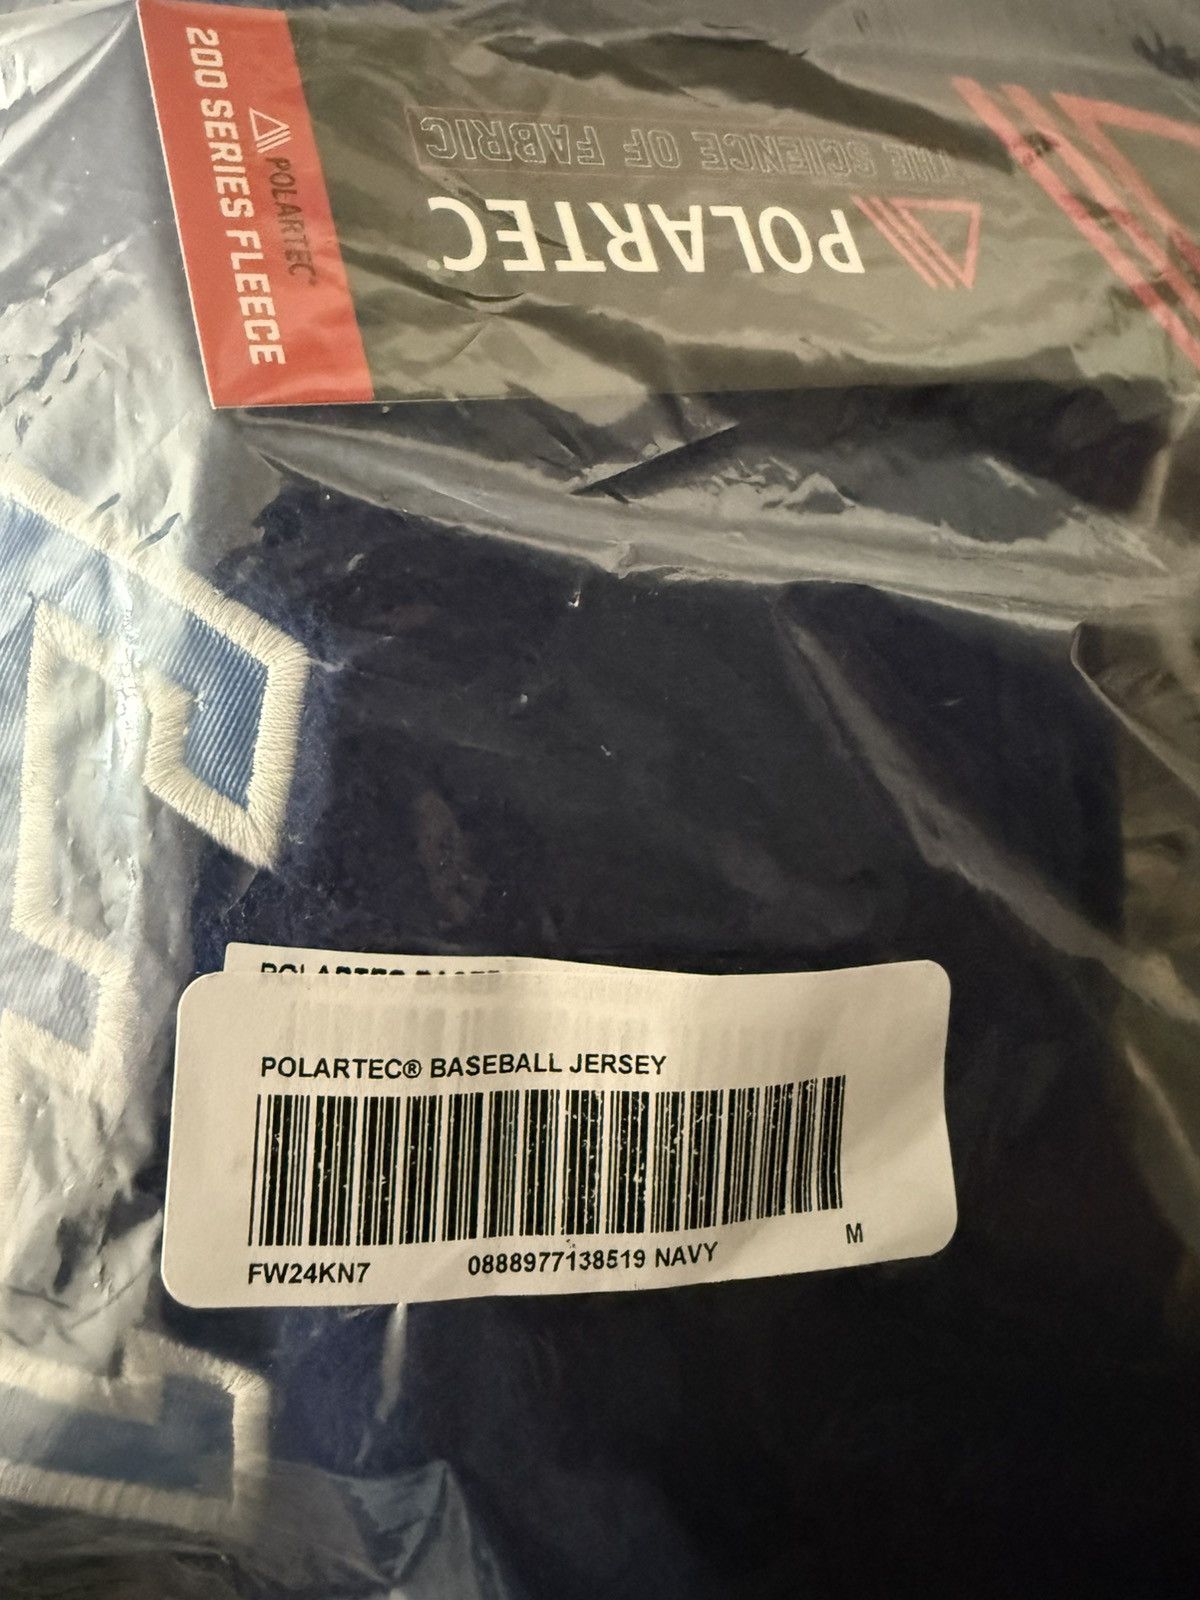 200 SERIES FLEECE
POLARTEC®
THE SCIENCE OF FABRIC
POLARTEC®
POLARTEC® BASEBALL JERSEY
FW24KN7
0888977138519 NAVY
M